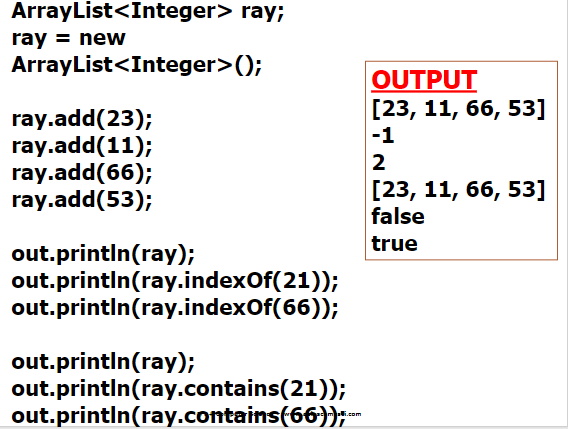 ArrayList<Integer> ray;
ray = new
ArrayList<Integer>();
ray.add(23);
ray.add(11);
ray.add(66);
ray.add(53);
out.println(ray);
out.println(ray.indexOf(21));
out.println(ray.indexOf(66));
out.println(ray);
out.println(ray.contains(21));
out.println(ray.contains(66));
OUTPUT
[23, 11, 66, 53]
-1
2
[23, 11, 66, 53]
false
true